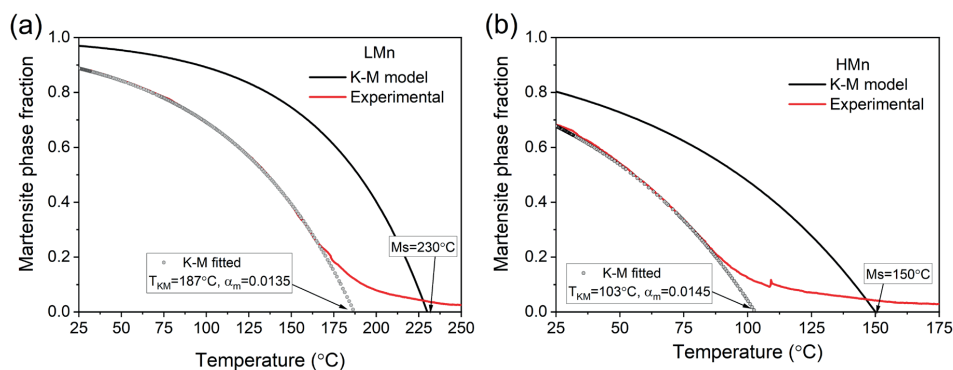 (a)
LMn
K-M model
Experimental
Martensite phase fraction
1.0
0.8
0.6
0.4
0.2
0.0
Ms=230°C
K-M fitted
T_KM=187°C, α_m=0.0135
25 50 75 100 125 150 175 200 225 250
Temperature (°C)
(b)
HMn
K-M model
Experimental
Martensite phase fraction
1.0
0.8
0.6
0.4
0.2
0.0
Ms=150°C
K-M fitted
T_KM=103°C, α_m=0.0145
25 50 75 100 125 150 175
Temperature (°C)